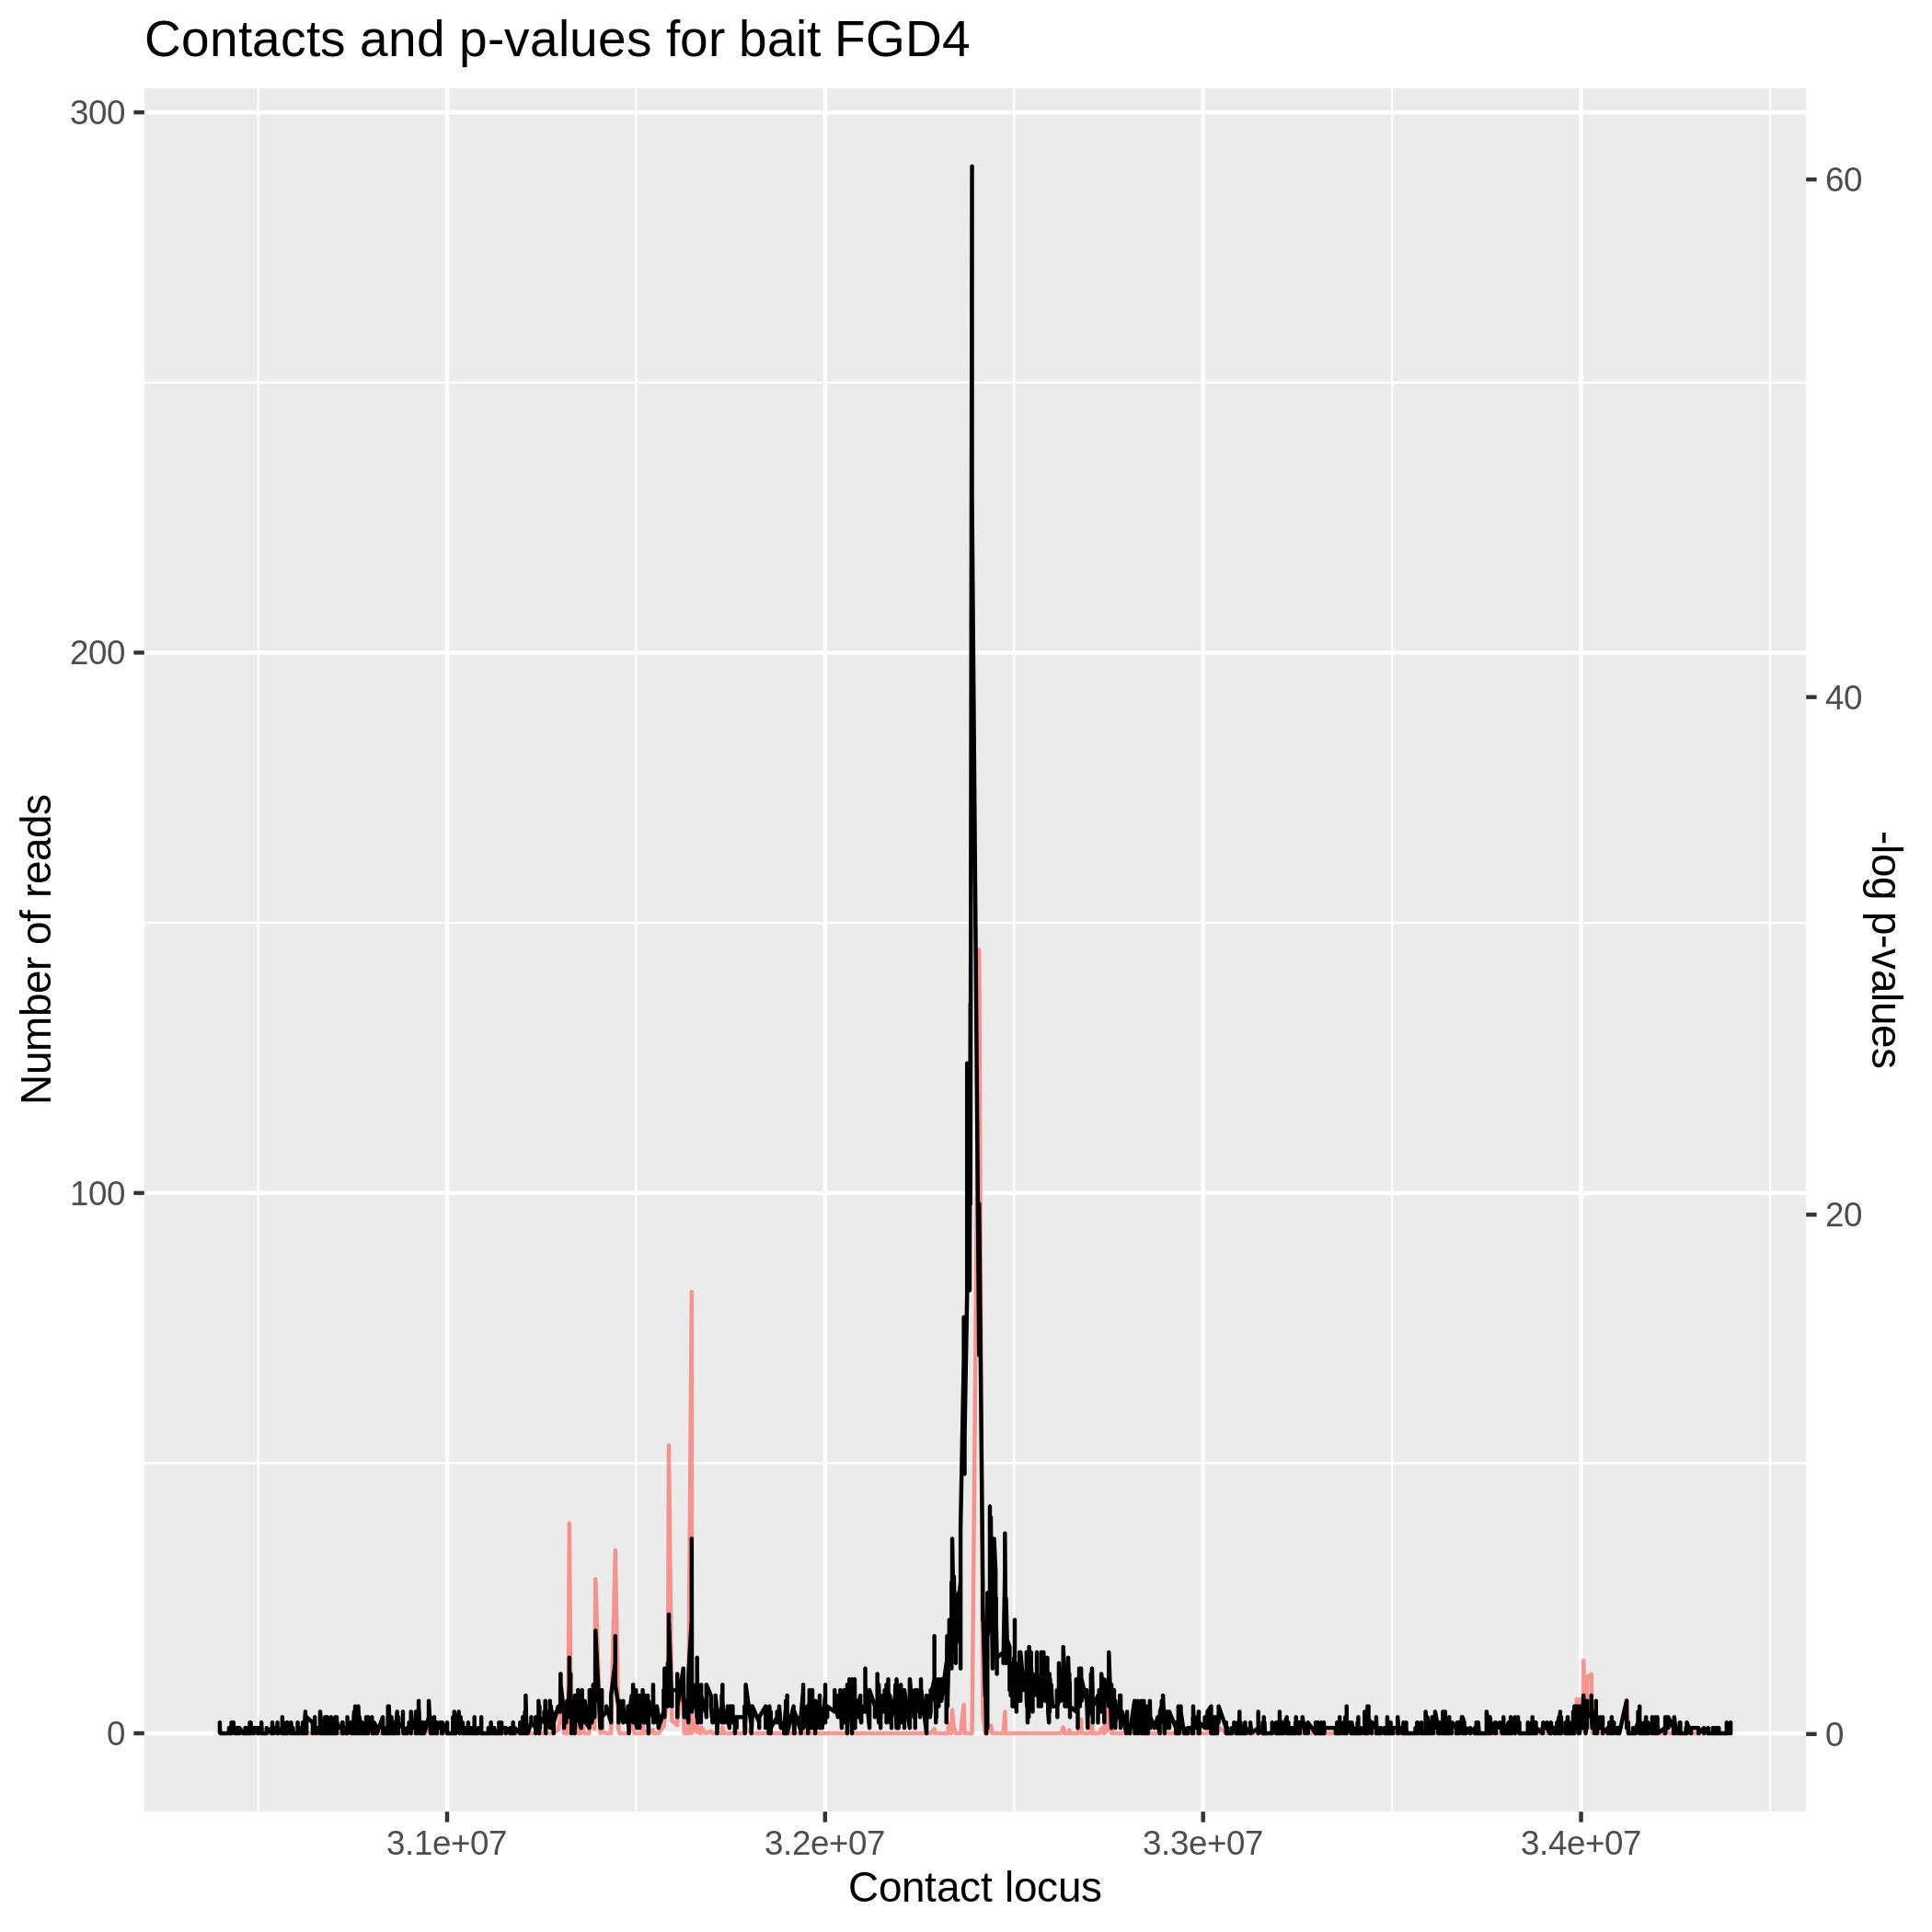 Contacts and p-values for bait FGD4
300
200
100
0
Number of reads
60
40
20
0
-log p-values
3.1e+07
3.2e+07
3.3e+07
3.4e+07
Contact locus